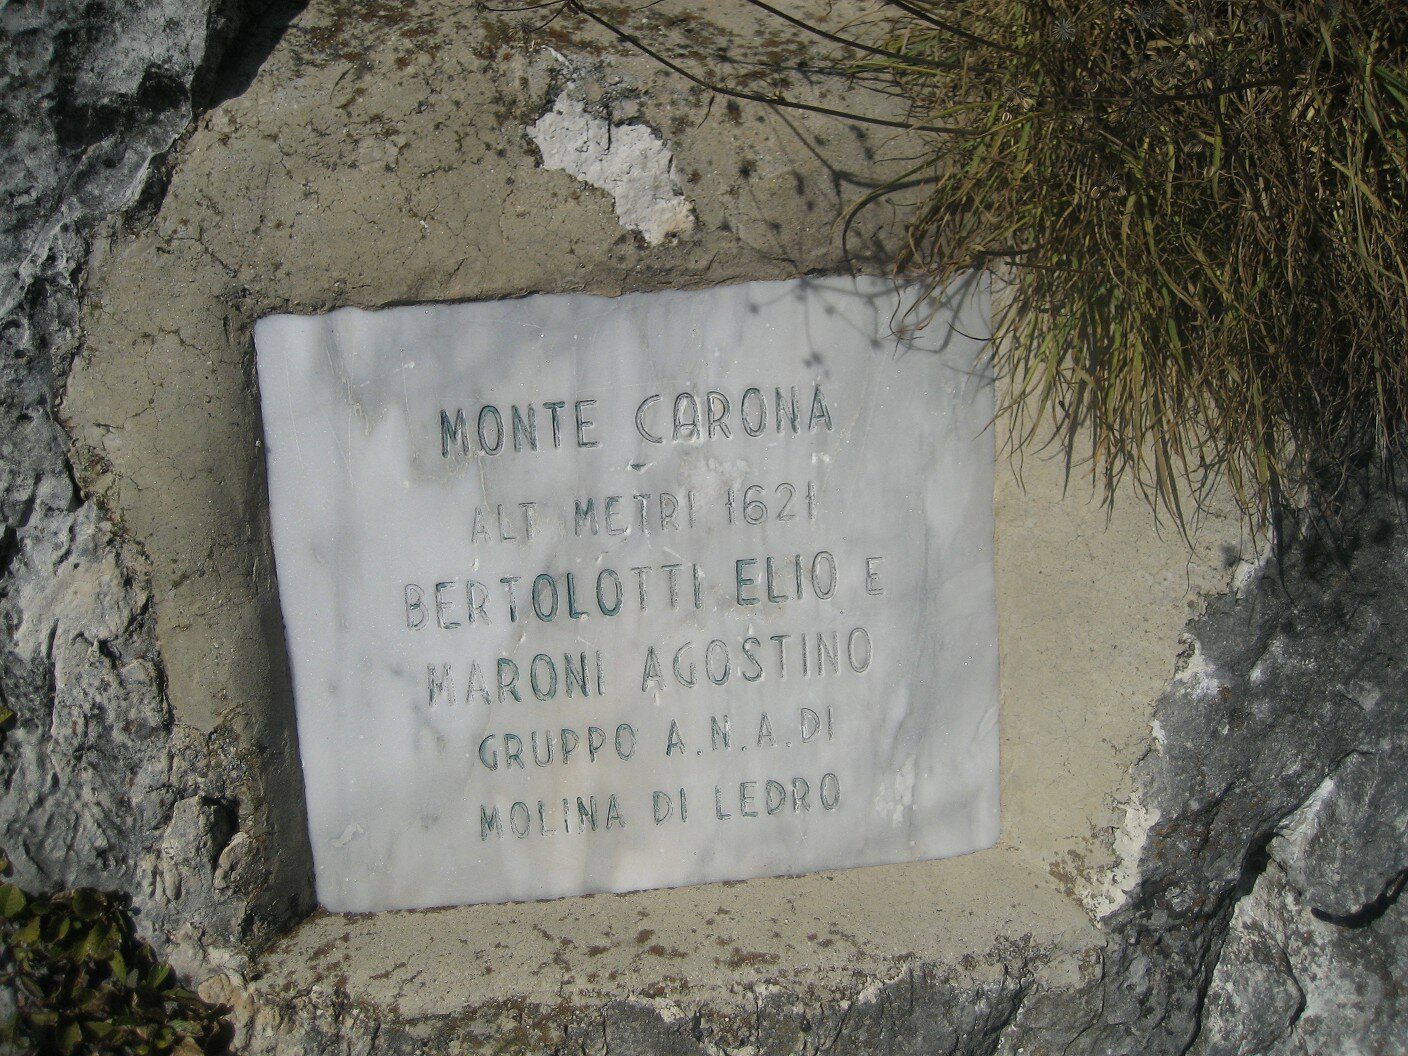 MONTE CARONA
ALT METRI 1621
BERTOLOTTI ELIO E
MARONI AGOSTINO
GRUPPO A.N.A.DI
MOLINA DI LEDRO